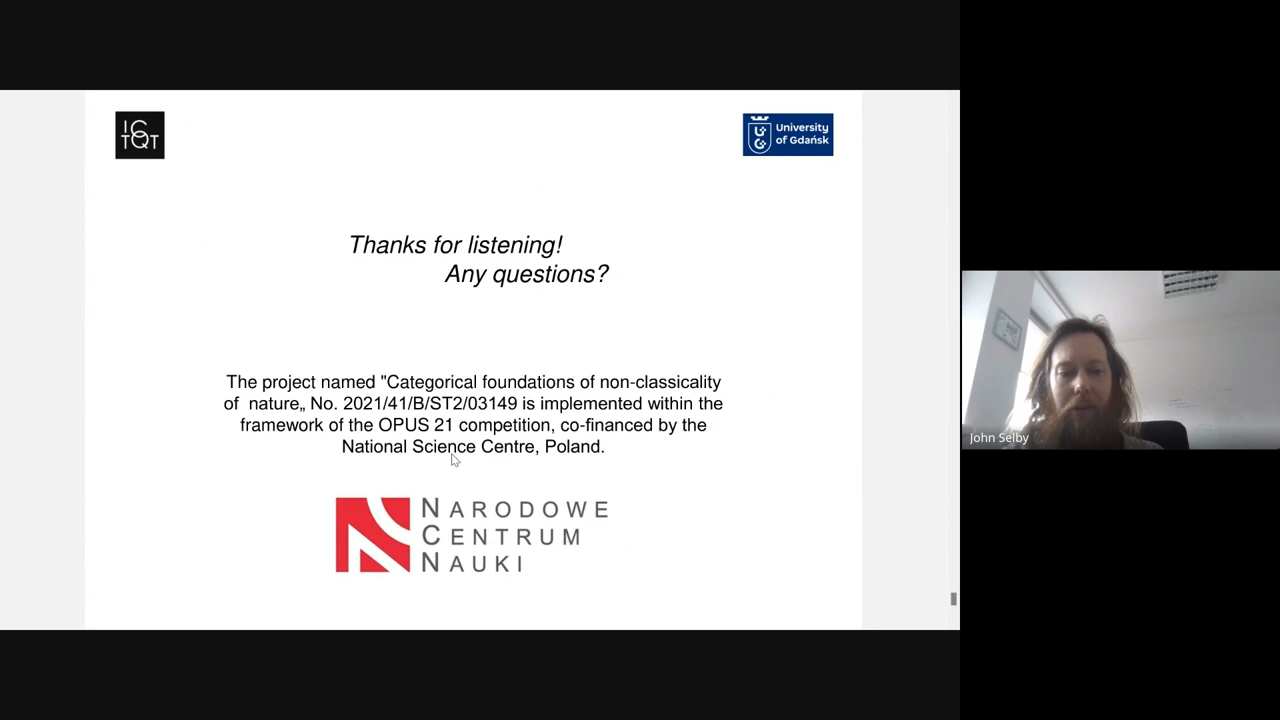 IC
TQT
University
of Gdańsk
Thanks for listening!
Any questions?
The project named "Categorical foundations of non-classicality
of nature„ No. 2021/41/B/ST2/03149 is implemented within the
framework of the OPUS 21 competition, co-financed by the
National Science Centre, Poland.
NARODOWE
CENTRUM
NAUKI
John Selby